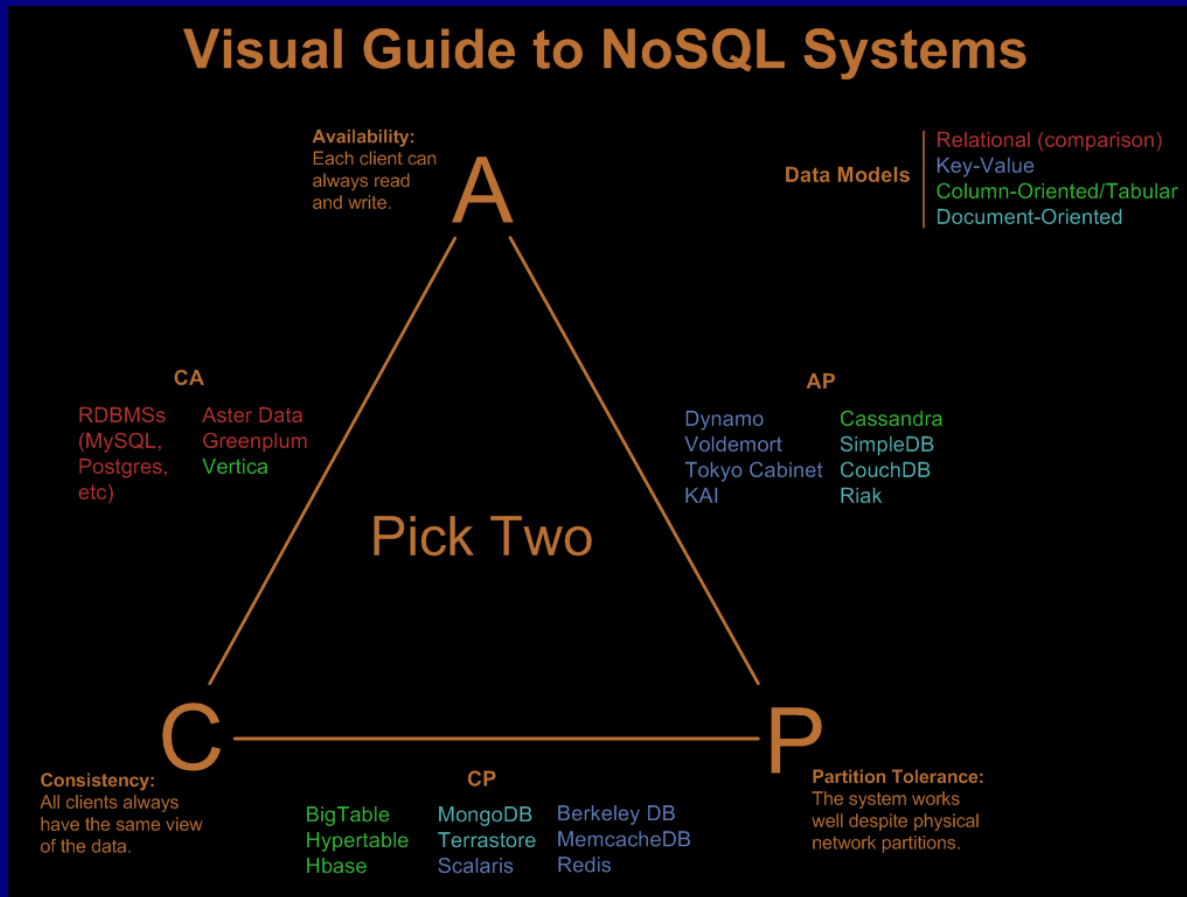 Visual Guide to NoSQL Systems
Availability:
Each client can
always read
and write.
A
Data Models
Relational (comparison)
Key-Value
Column-Oriented/Tabular
Document-Oriented
CA
RDBMSs
(MySQL,
Postgres,
etc)
Aster Data
Greenplum
Vertica
AP
Dynamo
Voldemort
Tokyo Cabinet
KAI
Cassandra
SimpleDB
CouchDB
Riak
Pick Two
C
P
Consistency:
All clients always
have the same view
of the data.
CP
BigTable
Hypertable
Hbase
MongoDB
Terrastore
Scalaris
Berkeley DB
MemcacheDB
Redis
Partition Tolerance:
The system works
well despite physical
network partitions.